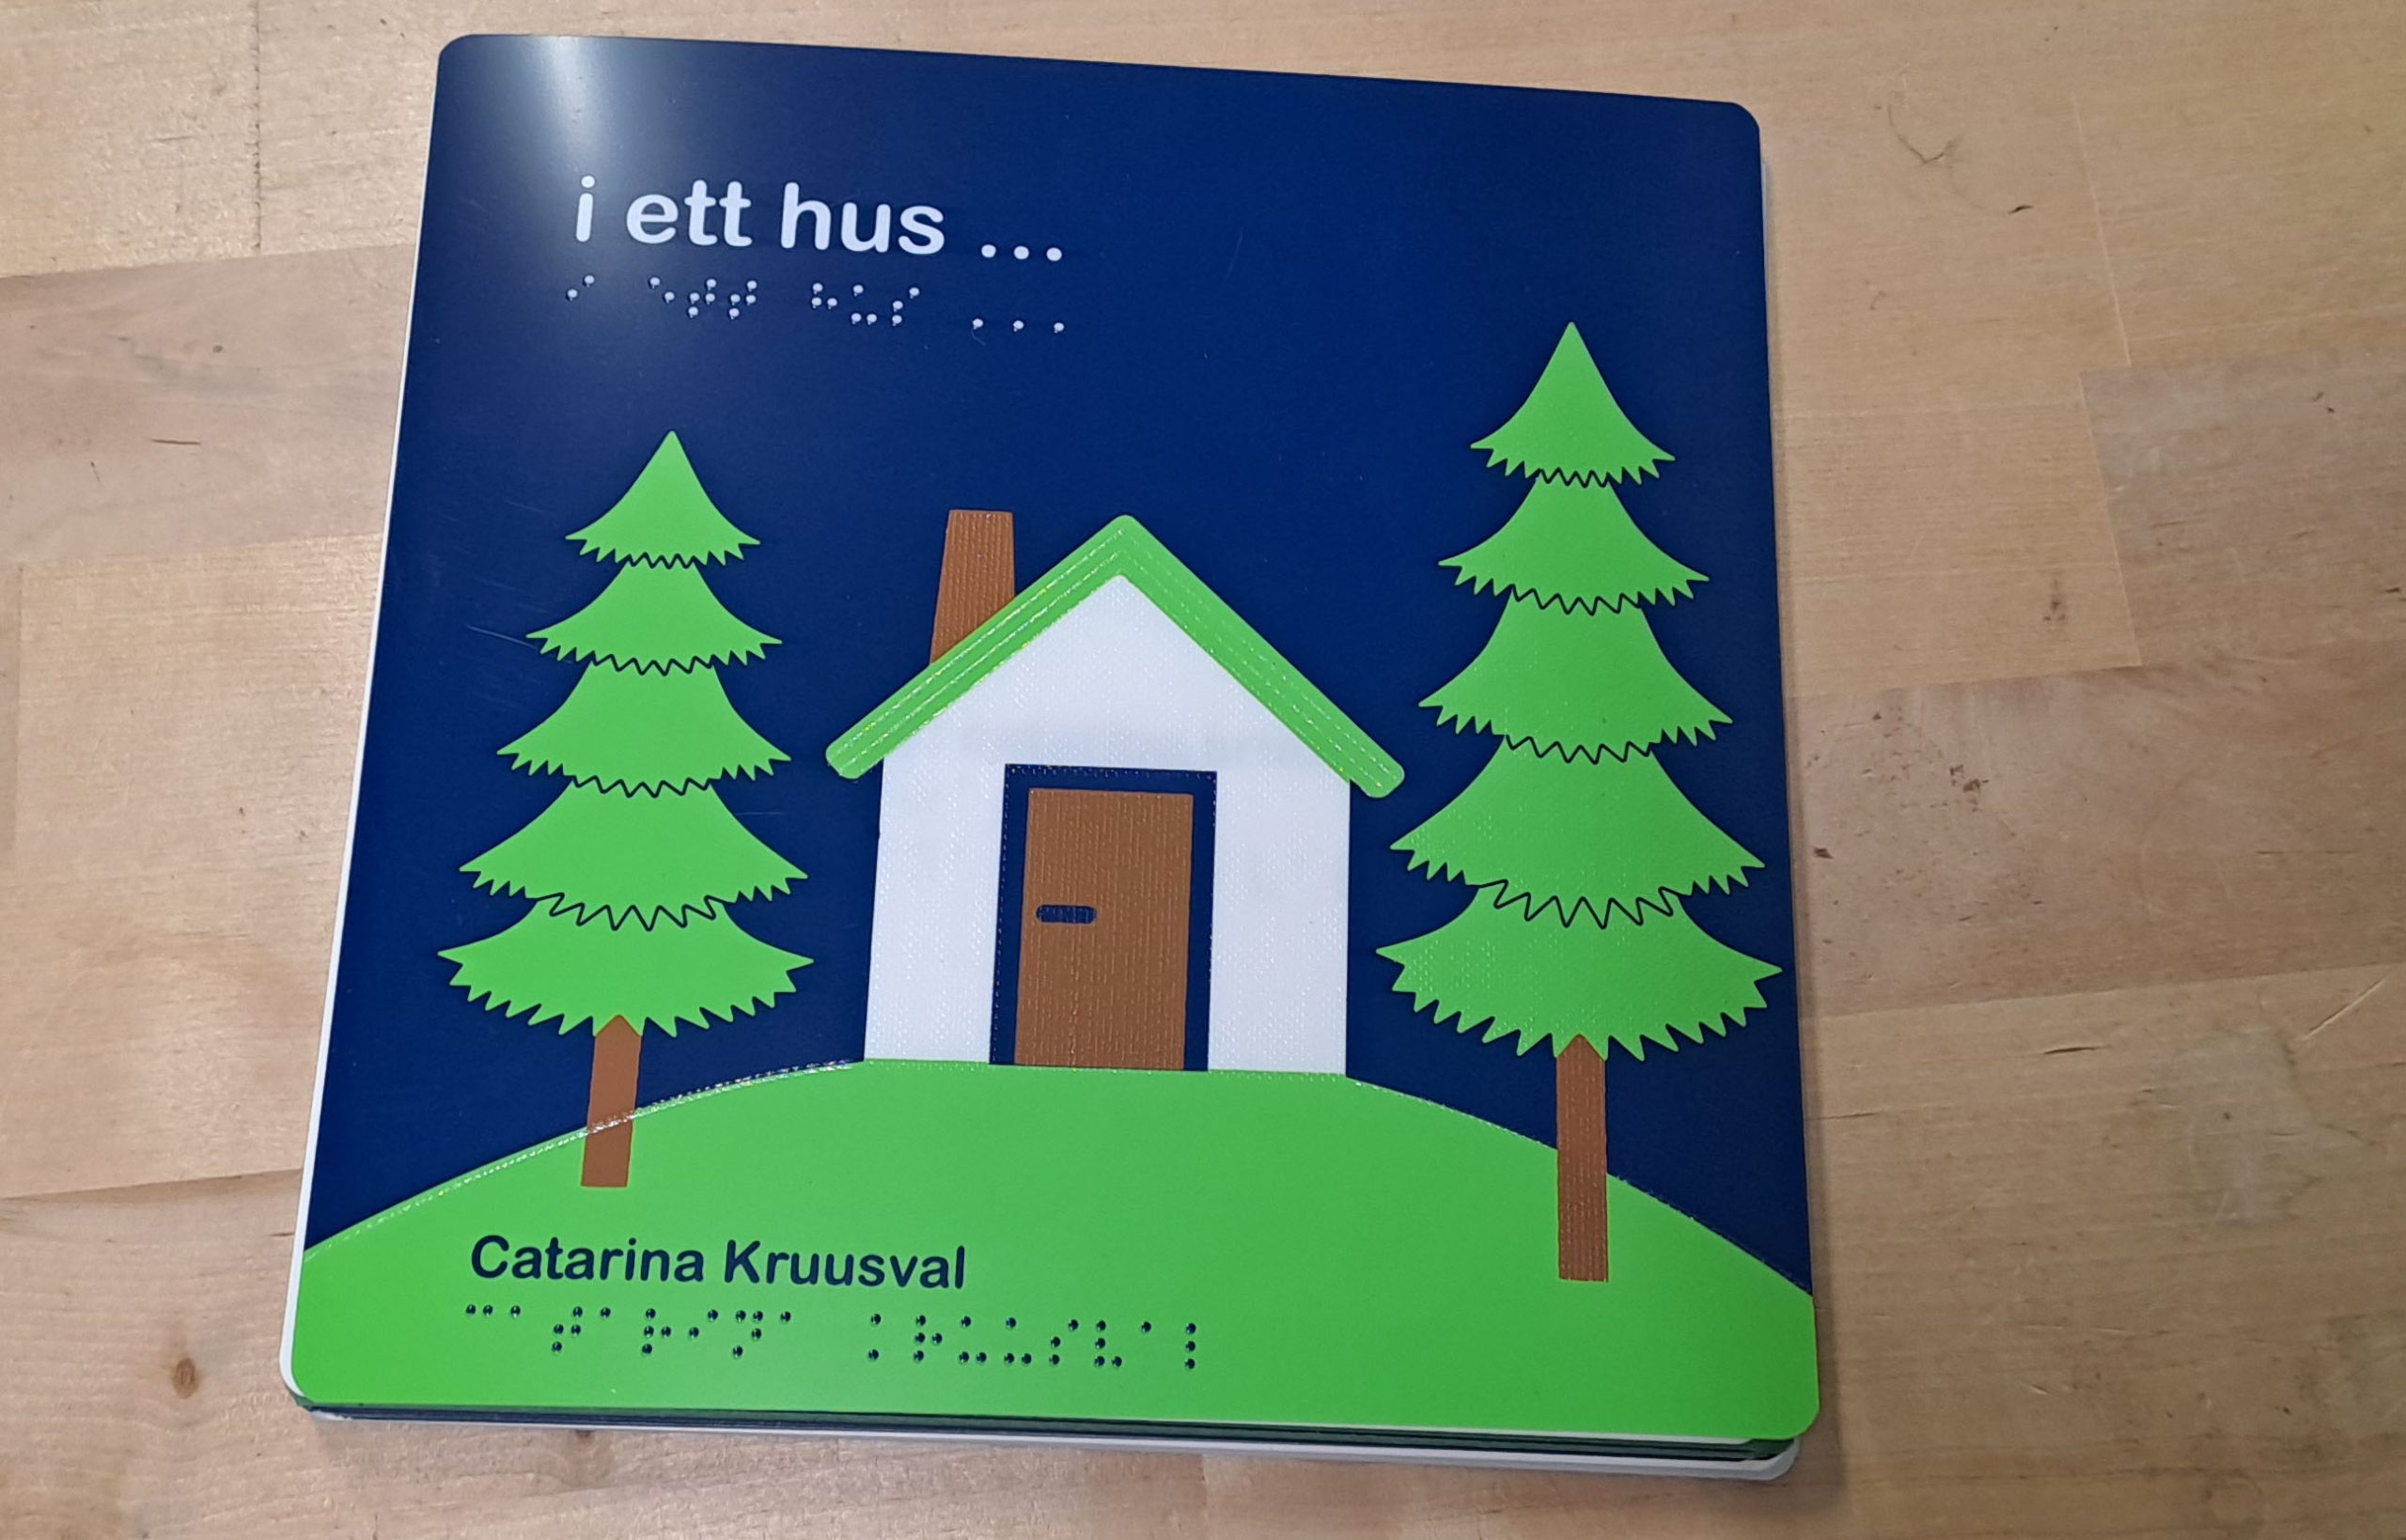 i ett hus ...
⠊ ⠑⠞⠞ ⠓⠥⠎ ⠄⠄⠄
Catarina Kruusval
⠉⠁⠞⠁⠗⠊⠝⠁ ⠅⠗⠥⠥⠎⠧⠁⠇